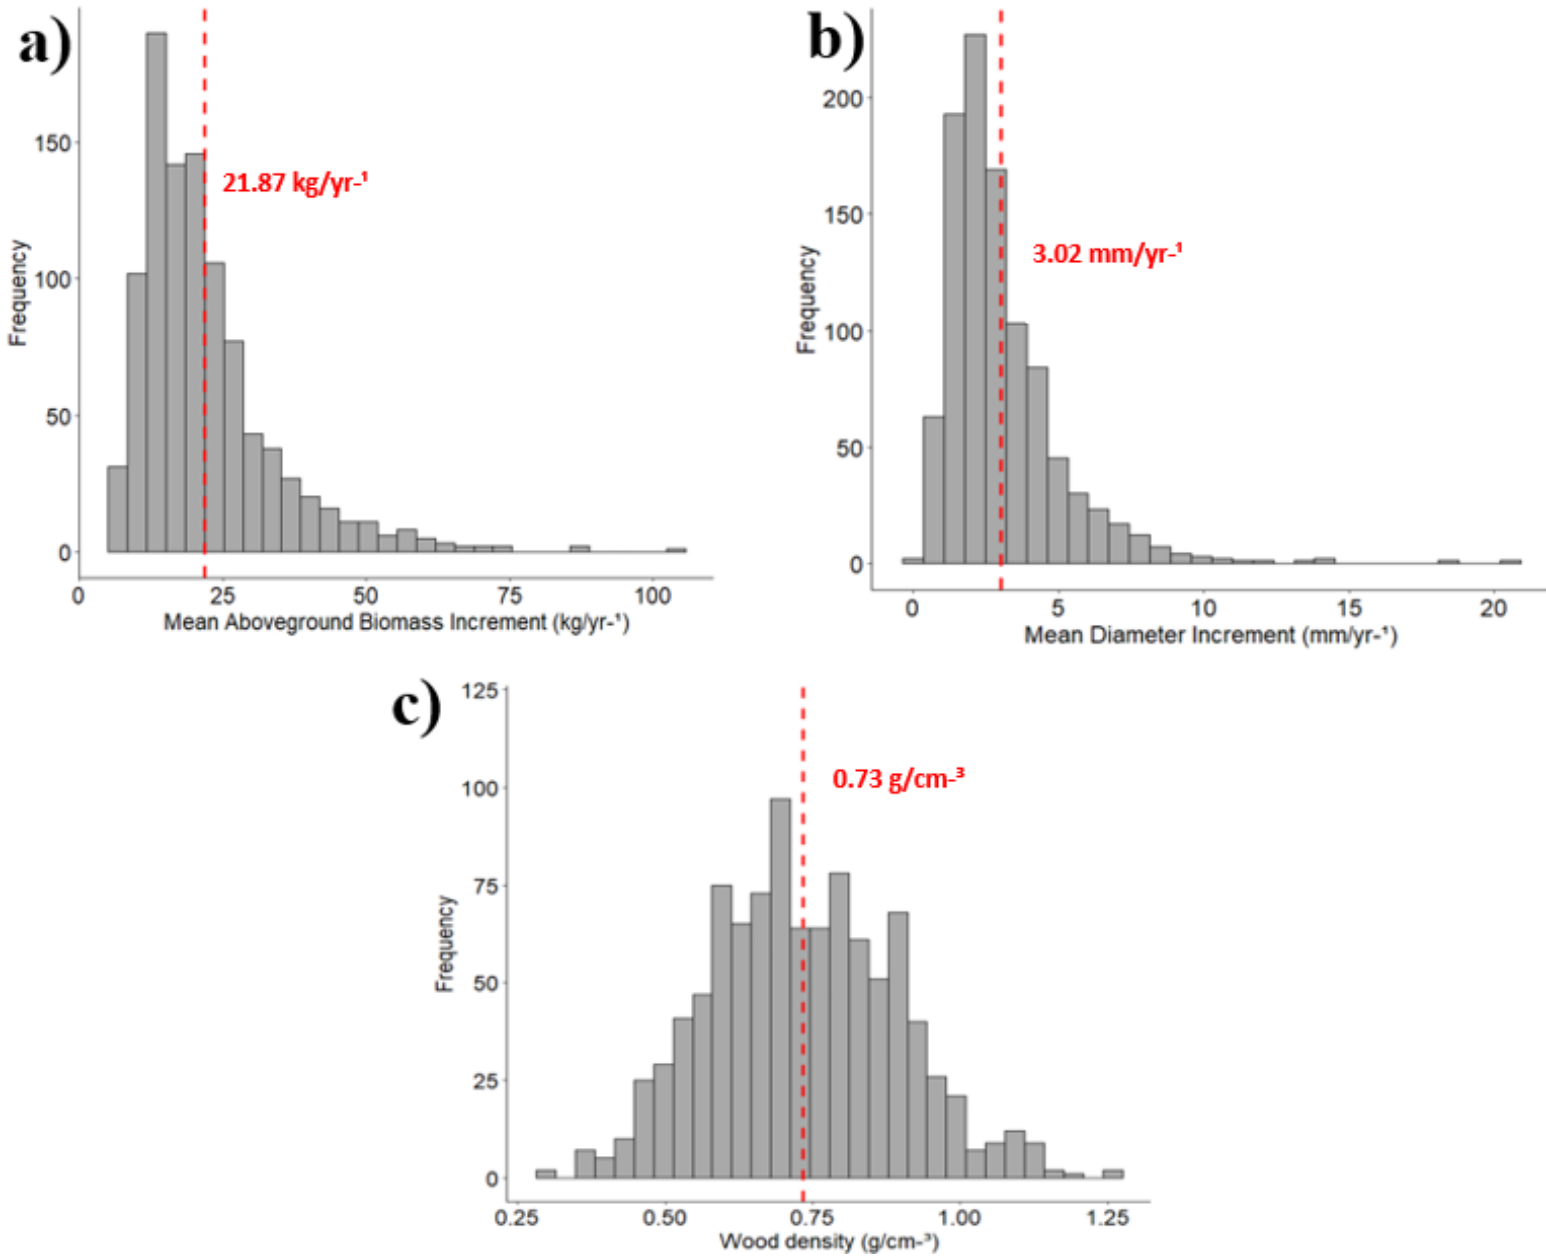 a)
150
100
50
0
Frequency
21.87 kg/yr-¹
0 25 50 75 100
Mean Aboveground Biomass Increment (kg/yr-¹)
b)
200
150
100
50
0
Frequency
3.02 mm/yr-¹
0 5 10 15 20
Mean Diameter Increment (mm/yr-¹)
c)
125
100
75
50
25
0
Frequency
0.73 g/cm-³
0.25 0.50 0.75 1.00 1.25
Wood density (g/cm-³)